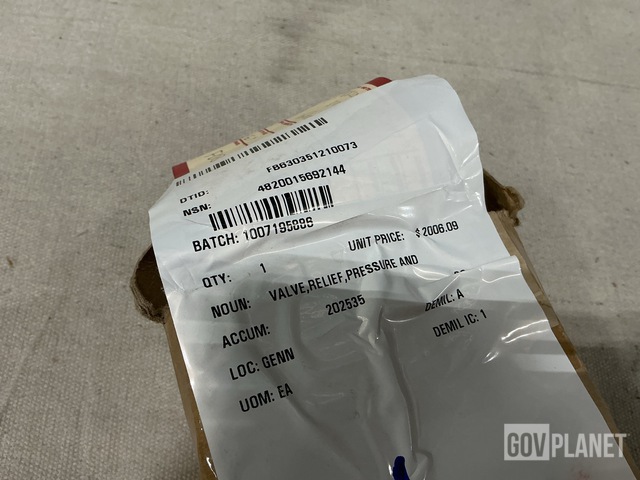 DTID: FB630351210073
NSN: 4820015692144
BATCH: 1007195886
QTY: 1 UNIT PRICE: $ 2006.09
NOUN: VALVE,RELIEF,PRESSURE AND
ACCUM: 202535 DEMIL: A
LOC: GENN DEMIL IC: 1
UOM: EA
GOVPLANET